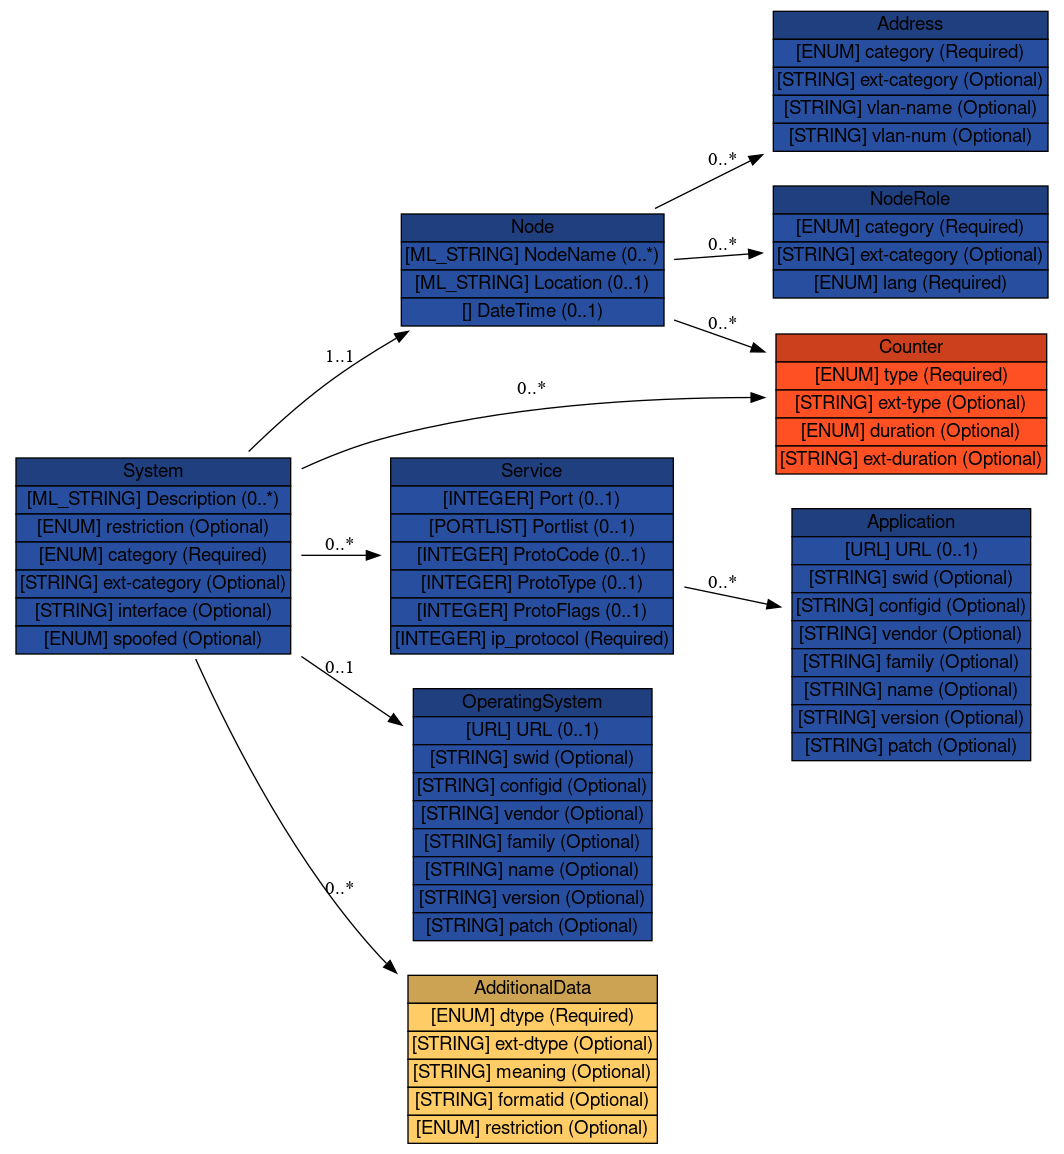 Address
[ENUM] category (Required)
[STRING] ext-category (Optional)
[STRING] vlan-name (Optional)
[STRING] vlan-num (Optional)
0..*
Node
[ML_STRING] NodeName (0..*)
[ML_STRING] Location (0..1)
[] DateTime (0..1)
0..*
NodeRole
[ENUM] category (Required)
[STRING] ext-category (Optional)
[ENUM] lang (Required)
0..*
1..1
0..*
Counter
[ENUM] type (Required)
[STRING] ext-type (Optional)
[ENUM] duration (Optional)
[STRING] ext-duration (Optional)
System
[ML_STRING] Description (0..*)
[ENUM] restriction (Optional)
[ENUM] category (Required)
[STRING] ext-category (Optional)
[STRING] interface (Optional)
[ENUM] spoofed (Optional)
0..*
Service
[INTEGER] Port (0..1)
[PORTLIST] Portlist (0..1)
[INTEGER] ProtoCode (0..1)
[INTEGER] ProtoType (0..1)
[INTEGER] ProtoFlags (0..1)
[INTEGER] ip_protocol (Required)
0..*
Application
[URL] URL (0..1)
[STRING] swid (Optional)
[STRING] configid (Optional)
[STRING] vendor (Optional)
[STRING] family (Optional)
[STRING] name (Optional)
[STRING] version (Optional)
[STRING] patch (Optional)
0..1
OperatingSystem
[URL] URL (0..1)
[STRING] swid (Optional)
[STRING] configid (Optional)
[STRING] vendor (Optional)
[STRING] family (Optional)
[STRING] name (Optional)
[STRING] version (Optional)
[STRING] patch (Optional)
0..*
AdditionalData
[ENUM] dtype (Required)
[STRING] ext-dtype (Optional)
[STRING] meaning (Optional)
[STRING] formatid (Optional)
[ENUM] restriction (Optional)